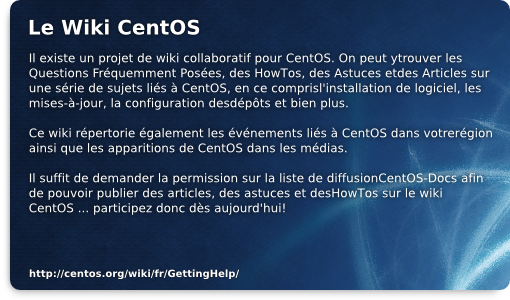 Le Wiki CentOS
Il existe un projet de wiki collaboratif pour CentOS. On peut ytrouver les
Questions Fréquemment Posées, des HowTos, des Astuces etdes Articles sur
une série de sujets liés à CentOS, en ce comprisl'installation de logiciel, les
mises-à-jour, la configuration desdépôts et bien plus.
Ce wiki répertorie également les événements liés à CentOS dans votrerégion
ainsi que les apparitions de CentOS dans les médias.
Il suffit de demander la permission sur la liste de diffusionCentOS-Docs afin
de pouvoir publier des articles, des astuces et desHowTos sur le wiki
CentOS ... participez donc dès aujourd'hui!
http://centos.org/wiki/fr/GettingHelp/